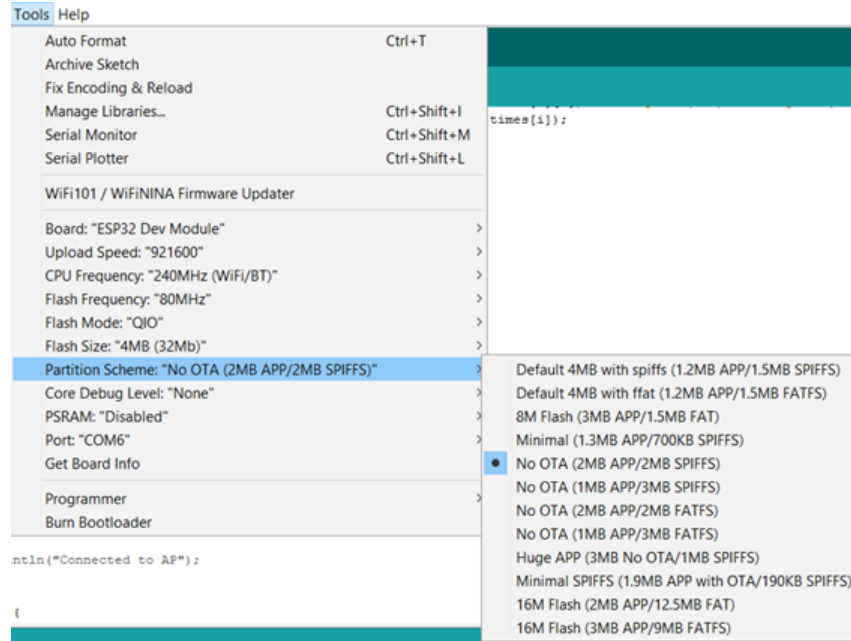 Tools Help
Auto Format Ctrl+T
Archive Sketch
Fix Encoding & Reload
Manage Libraries... Ctrl+Shift+I
Serial Monitor Ctrl+Shift+M
Serial Plotter Ctrl+Shift+L
times[i]);
WiFi101 / WiFiNINA Firmware Updater
Board: "ESP32 Dev Module"
Upload Speed: "921600"
CPU Frequency: "240MHz (WiFi/BT)"
Flash Frequency: "80MHz"
Flash Mode: "QIO"
Flash Size: "4MB (32Mb)"
Partition Scheme: "No OTA (2MB APP/2MB SPIFFS)"
Core Debug Level: "None"
PSRAM: "Disabled"
Port: "COM6"
Get Board Info
Programmer
Burn Bootloader
Default 4MB with spiffs (1.2MB APP/1.5MB SPIFFS)
Default 4MB with ffat (1.2MB APP/1.5MB FATFS)
8M Flash (3MB APP/1.5MB FAT)
Minimal (1.3MB APP/700KB SPIFFS)
No OTA (2MB APP/2MB SPIFFS)
No OTA (1MB APP/3MB SPIFFS)
No OTA (2MB APP/2MB FATFS)
No OTA (1MB APP/3MB FATFS)
Huge APP (3MB No OTA/1MB SPIFFS)
Minimal SPIFFS (1.9MB APP with OTA/190KB SPIFFS)
16M Flash (2MB APP/12.5MB FAT)
16M Flash (3MB APP/9MB FATFS)
ntln("Connected to AP");
{